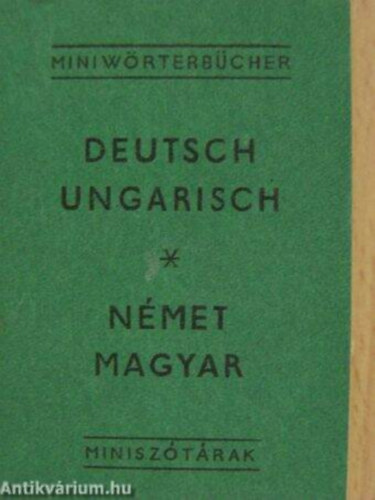 MINIWÖRTERBÜCHER
DEUTSCH
UNGARISCH
*
NÉMET
MAGYAR
MINISZÓTÁRAK
Antikvárium.hu